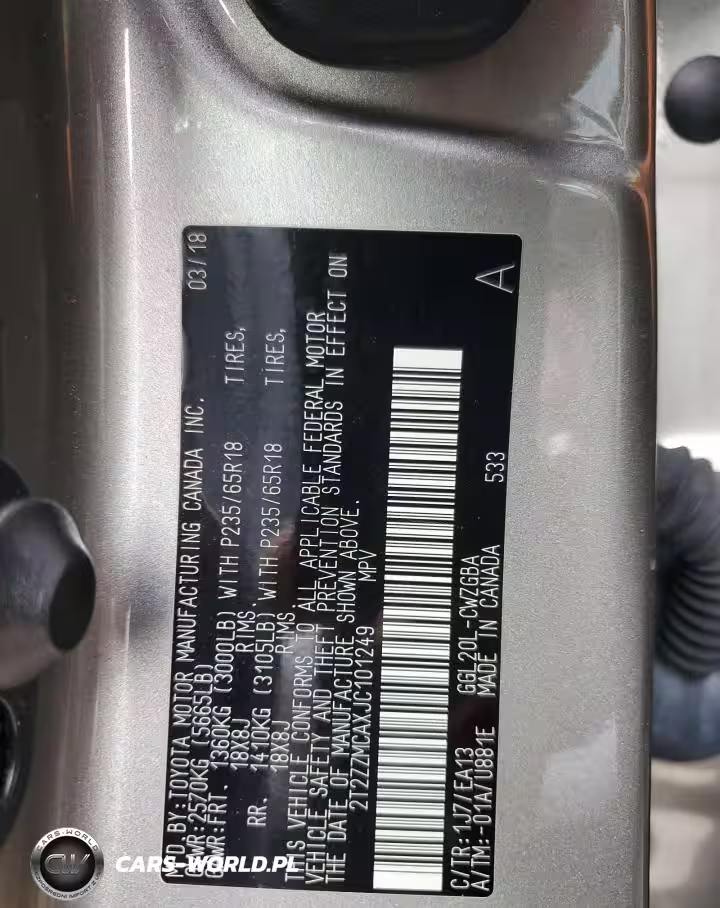 MFD. BY:TOYOTA MOTOR MANUFACTURING CANADA INC. 03/18
GVWR:2570KG (5665LB)
GAWR:FRT. 1360KG (3000LB) WITH P235/65R18 TIRES,
18X8J RIMS.
RR. 1410KG (3105LB) WITH P235/65R18 TIRES,
18X8J RIMS.
THIS VEHICLE CONFORMS TO ALL APPLICABLE FEDERAL MOTOR
VEHICLE SAFETY AND THEFT PREVENTION STANDARDS IN EFFECT ON
THE DATE OF MANUFACTURE SHOWN ABOVE.
2T2ZZMCAXJC101249 MPV
C/TR:1J7/EA13 GGL20L-CWZGBA
A/TM:-01A/U881E MADE IN CANADA 533 A
CARS-WORLD.PL
CARS-WORLD
CW